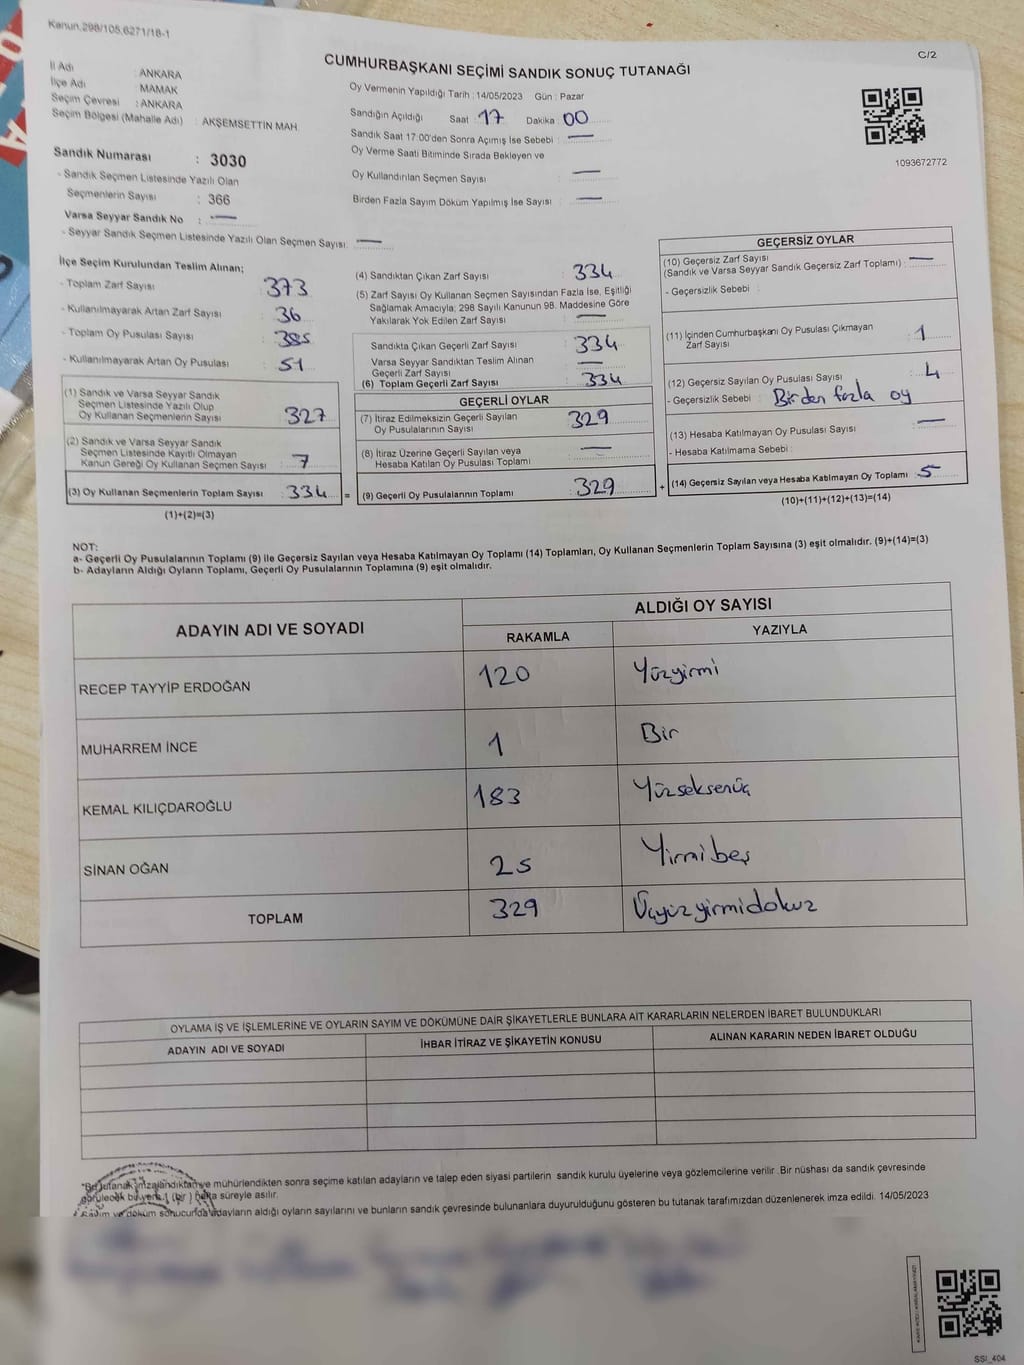 Kanun.298/105,6271/18-1
C/2
CUMHURBAŞKANI SEÇİMİ SANDIK SONUÇ TUTANAĞI
İl Adı : ANKARA
İlçe Adı : MAMAK
Seçim Çevresi : ANKARA
Seçim Bölgesi (Mahalle Adı) : AKŞEMSETTİN MAH
Sandık Numarası : 3030
- Sandık Seçmen Listesinde Yazılı Olan
Seçmenlerin Sayısı : 366
Varsa Seyyar Sandık No : —
- Seyyar Sandık Seçmen Listesinde Yazılı Olan Seçmen Sayısı: —
Oy Vermenin Yapıldığı Tarih : 14/05/2023 Gün : Pazar
Sandığın Açıldığı Saat : 17 Dakika : 00
Sandık Saat 17:00'den Sonra Açımış İse Sebebi : —
Oy Verme Saati Bitiminde Sırada Bekleyen ve
Oy Kullandırılan Seçmen Sayısı : —
Birden Fazla Sayım Döküm Yapılmış İse Sayısı : —
1093672772
İlçe Seçim Kurulundan Teslim Alınan;
- Toplam Zarf Sayısı : 373
- Kullanılmayarak Artan Zarf Sayısı : 36
- Toplam Oy Pusulası Sayısı : 385
- Kullanılmayarak Artan Oy Pusulası : 51
(1) Sandık ve Varsa Seyyar Sandık
Seçmen Listesinde Yazılı Olup
Oy Kullanan Seçmenlerin Sayısı : 327
(2) Sandık ve Varsa Seyyar Sandık
Seçmen Listesinde Kayıtlı Olmayan
Kanun Gereği Oy Kullanan Seçmen Sayısı : 7
(3) Oy Kullanan Seçmenlerin Toplam Sayısı : 334 =
(1)+(2)=(3)
(4) Sandıktan Çıkan Zarf Sayısı : 334
(5) Zarf Sayısı Oy Kullanan Seçmen Sayısından Fazla İse, Eşitliği
Sağlamak Amacıyla; 298 Sayılı Kanunun 98. Maddesine Göre
Yakılarak Yok Edilen Zarf Sayısı : —
Sandıkta Çıkan Geçerli Zarf Sayısı : 334
Varsa Seyyar Sandıktan Teslim Alınan
Geçerli Zarf Sayısı : —
(6) Toplam Geçerli Zarf Sayısı : 334
GEÇERLİ OYLAR
(7) İtiraz Edilmeksizin Geçerli Sayılan
Oy Pusulalarının Sayısı : 329
(8) İtiraz Üzerine Geçerli Sayılan veya
Hesaba Katılan Oy Pusulası Toplamı : —
(9) Geçerli Oy Pusulalarının Toplamı : 329 +
GEÇERSİZ OYLAR
(10) Geçersiz Zarf Sayısı
(Sandık ve Varsa Seyyar Sandık Geçersiz Zarf Toplamı) : —
- Geçersizlik Sebebi :
(11) İçinden Cumhurbaşkanı Oy Pusulası Çıkmayan
Zarf Sayısı : 1
(12) Geçersiz Sayılan Oy Pusulası Sayısı : 4
- Geçersizlik Sebebi : Birden fazla oy
(13) Hesaba Katılmayan Oy Pusulası Sayısı : —
- Hesaba Katılmama Sebebi :
(14) Geçersiz Sayılan veya Hesaba Katılmayan Oy Toplamı : 5
(10)+(11)+(12)+(13)=(14)
NOT:
a- Geçerli Oy Pusulalarının Toplamı (9) ile Geçersiz Sayılan veya Hesaba Katılmayan Oy Toplamı (14) Toplamları, Oy Kullanan Seçmenlerin Toplam Sayısına (3) eşit olmalıdır. (9)+(14)=(3)
b- Adayların Aldığı Oyların Toplamı, Geçerli Oy Pusulalarının Toplamına (9) eşit olmalıdır.
ADAYIN ADI VE SOYADI ALDIĞI OY SAYISI
RAKAMLA YAZIYLA
RECEP TAYYİP ERDOĞAN 120 Yüzyirmi
MUHARREM İNCE 1 Bir
KEMAL KILIÇDAROĞLU 183 Yüzseksenüç
SİNAN OĞAN 25 Yirmibeş
TOPLAM 329 Üçyüzyirmidokuz
OYLAMA İŞ VE İŞLEMLERİNE VE OYLARIN SAYIM VE DÖKÜMÜNE DAİR ŞİKAYETLERLE BUNLARA AİT KARARLARIN NELERDEN İBARET BULUNDUKLARI
ADAYIN ADI VE SOYADI İHBAR İTİRAZ VE ŞİKAYETİN KONUSU ALINAN KARARIN NEDEN İBARET OLDUĞU
*Bu tutanak imzalandıktan ve mühürlendikten sonra seçime katılan adayların ve talep eden siyasi partilerin sandık kurulu üyelerine veya gözlemcilerine verilir .Bir nüshası da sandık çevresinde
görülecek bir yere 1 (bir ) hafta süreyle asılır.
Sayım ve döküm sonucunda adayların aldığı oyların sayılarını ve bunların sandık çevresinde bulunanlara duyurulduğunu gösteren bu tutanak tarafımızdan düzenlenerek imza edildi. 14/05/2023
SSİ_404